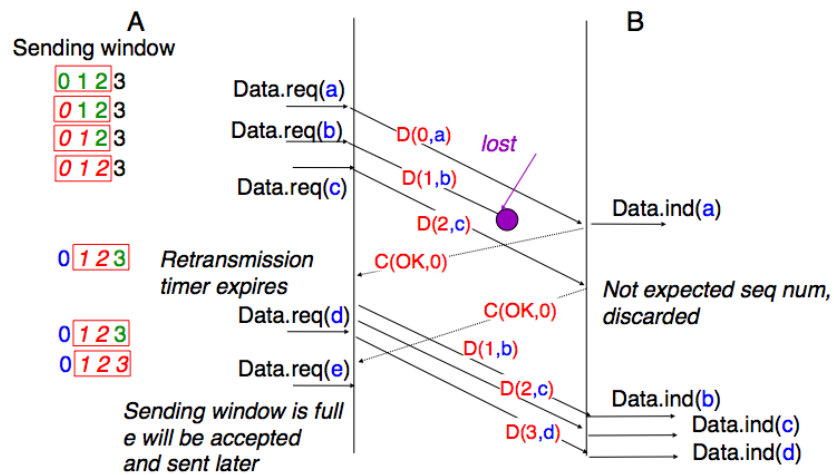 A
B
Sending window
0 1 2 3
0 1 2 3
0 1 2 3
0 1 2 3
Data.req(a)
Data.req(b)
Data.req(c)
D(0,a)
lost
D(1,b)
D(2,c)
Data.ind(a)
0 1 2 3
Retransmission
timer expires
C(OK,0)
Not expected seq num,
discarded
Data.req(d)
C(OK,0)
0 1 2 3
0 1 2 3
D(1,b)
Data.req(e)
D(2,c)
Data.ind(b)
Sending window is full
e will be accepted
and sent later
D(3,d)
Data.ind(c)
Data.ind(d)